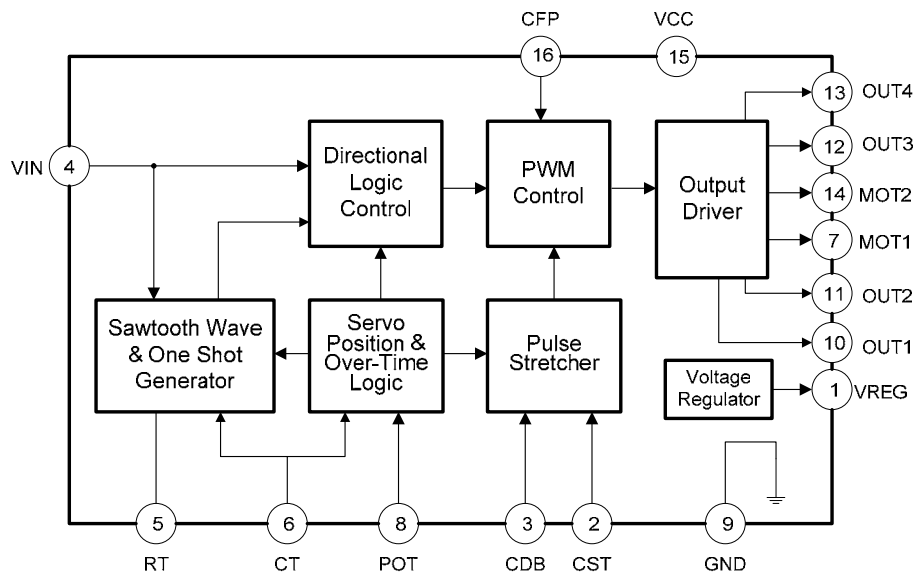 CFP
VCC
16
15
13
OUT4
12
OUT3
VIN
4
Directional
Logic
Control
PWM
Control
Output
Driver
14
MOT2
7
MOT1
11
OUT2
10
OUT1
Sawtooth Wave
& One Shot
Generator
Servo
Position &
Over-Time
Logic
Pulse
Stretcher
Voltage
Regulator
1
VREG
5
6
8
3
2
9
RT
CT
POT
CDB
CST
GND